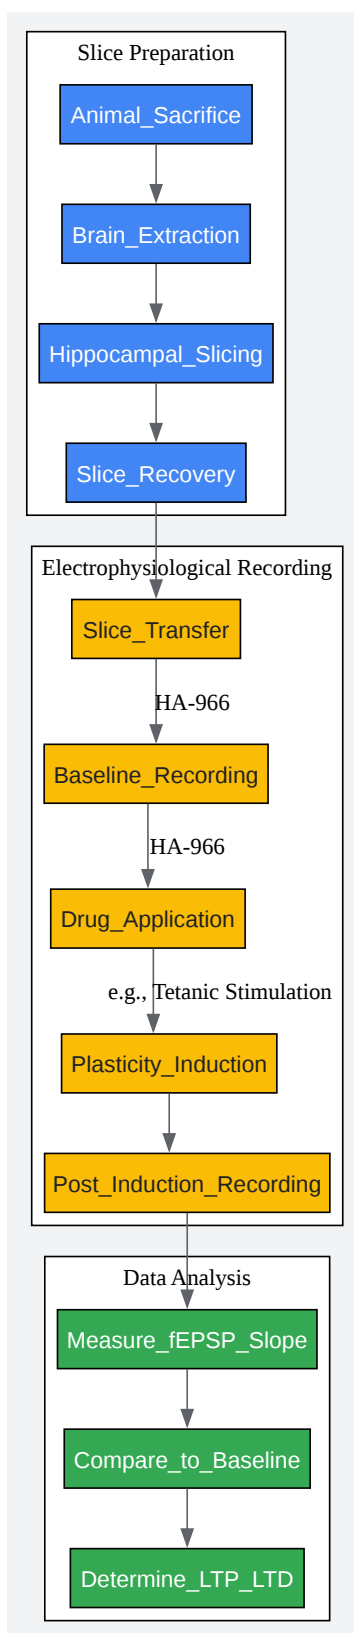 Slice Preparation
Animal_Sacrifice
Brain_Extraction
Hippocampal_Slicing
Slice_Recovery
Electrophysiological Recording
Slice_Transfer
HA-966
Baseline_Recording
HA-966
Drug_Application
e.g., Tetanic Stimulation
Plasticity_Induction
Post_Induction_Recording
Data Analysis
Measure_fEPSP_Slope
Compare_to_Baseline
Determine_LTP_LTD